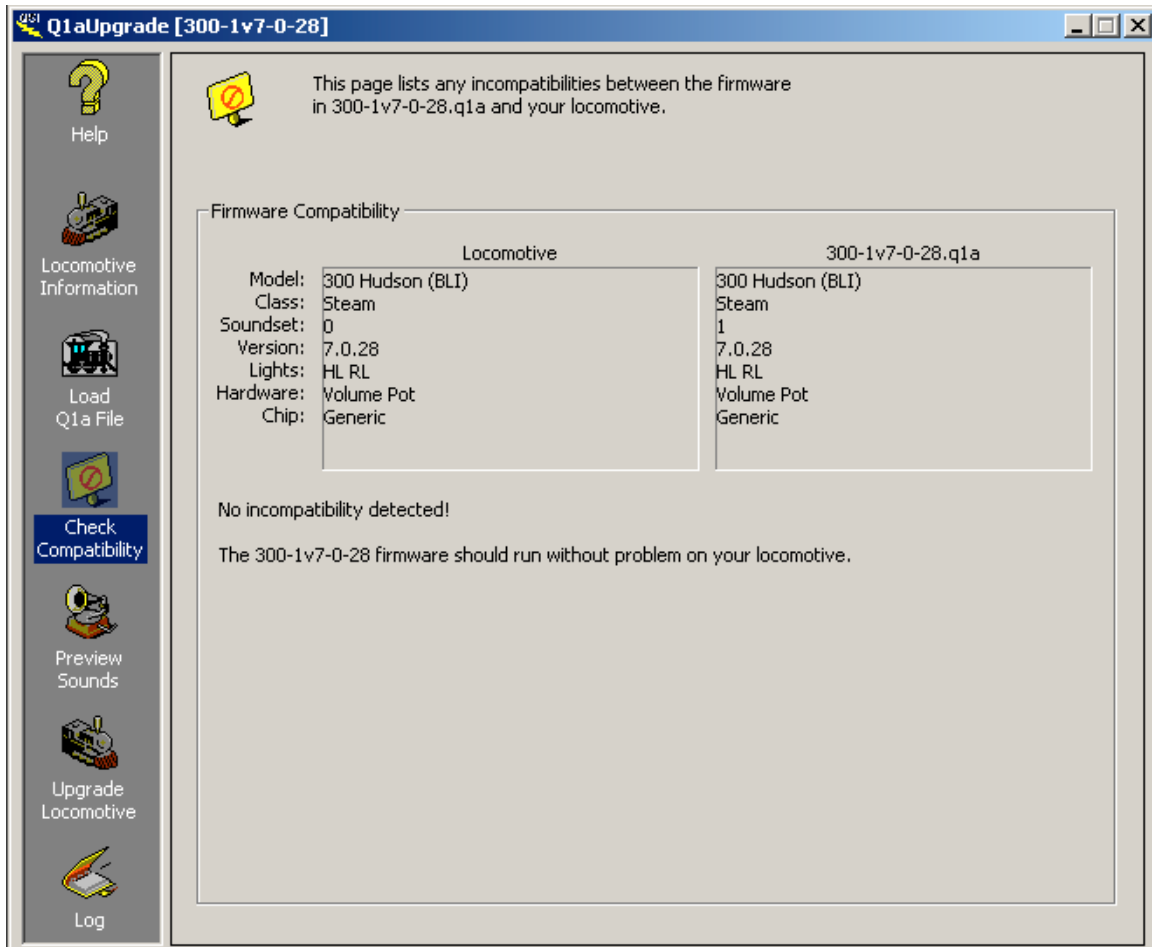 QSI
Q1aUpgrade [300-1v7-0-28]
Help
Locomotive
Information
Load
Q1a File
Check
Compatibility
Preview
Sounds
Upgrade
Locomotive
Log
This page lists any incompatibilities between the firmware
in 300-1v7-0-28.q1a and your locomotive.
Firmware Compatibility
Locomotive 300-1v7-0-28.q1a
Model: 300 Hudson (BLI) 300 Hudson (BLI)
Class: Steam Steam
Soundset: 0 1
Version: 7.0.28 7.0.28
Lights: HL RL HL RL
Hardware: Volume Pot Volume Pot
Chip: Generic Generic
No incompatibility detected!
The 300-1v7-0-28 firmware should run without problem on your locomotive.